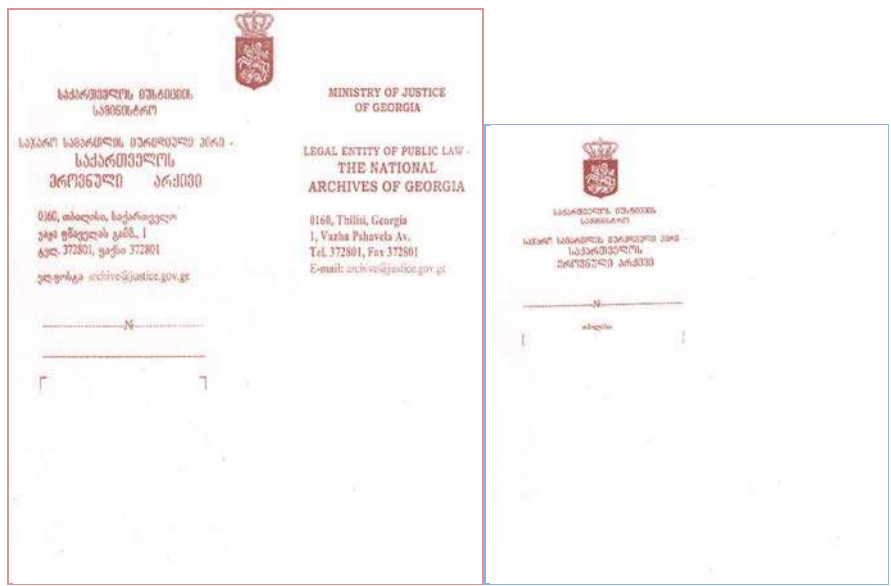 საქართველოს იუსტიციის
სამინისტრო
საჯარო სამართლის იურიდიული პირი -
საქართველოს
ეროვნული არქივი
0160, თბილისი, საქართველო
ვაჟა ფშაველას გამზ., 1
ტელ. 372801, ფაქსი 372801
ელ.ფოსტა archive@justice.gov.ge
№
MINISTRY OF JUSTICE
OF GEORGIA
LEGAL ENTITY OF PUBLIC LAW -
THE NATIONAL
ARCHIVES OF GEORGIA
0160, Tbilisi, Georgia
1, Vazha Pshavela Av.
Tel. 372801, Fax 372801
E-mail: archive@justice.gov.ge
საქართველოს იუსტიციის
სამინისტრო
საჯარო სამართლის იურიდიული პირი -
საქართველოს
ეროვნული არქივი
№
თბილისი